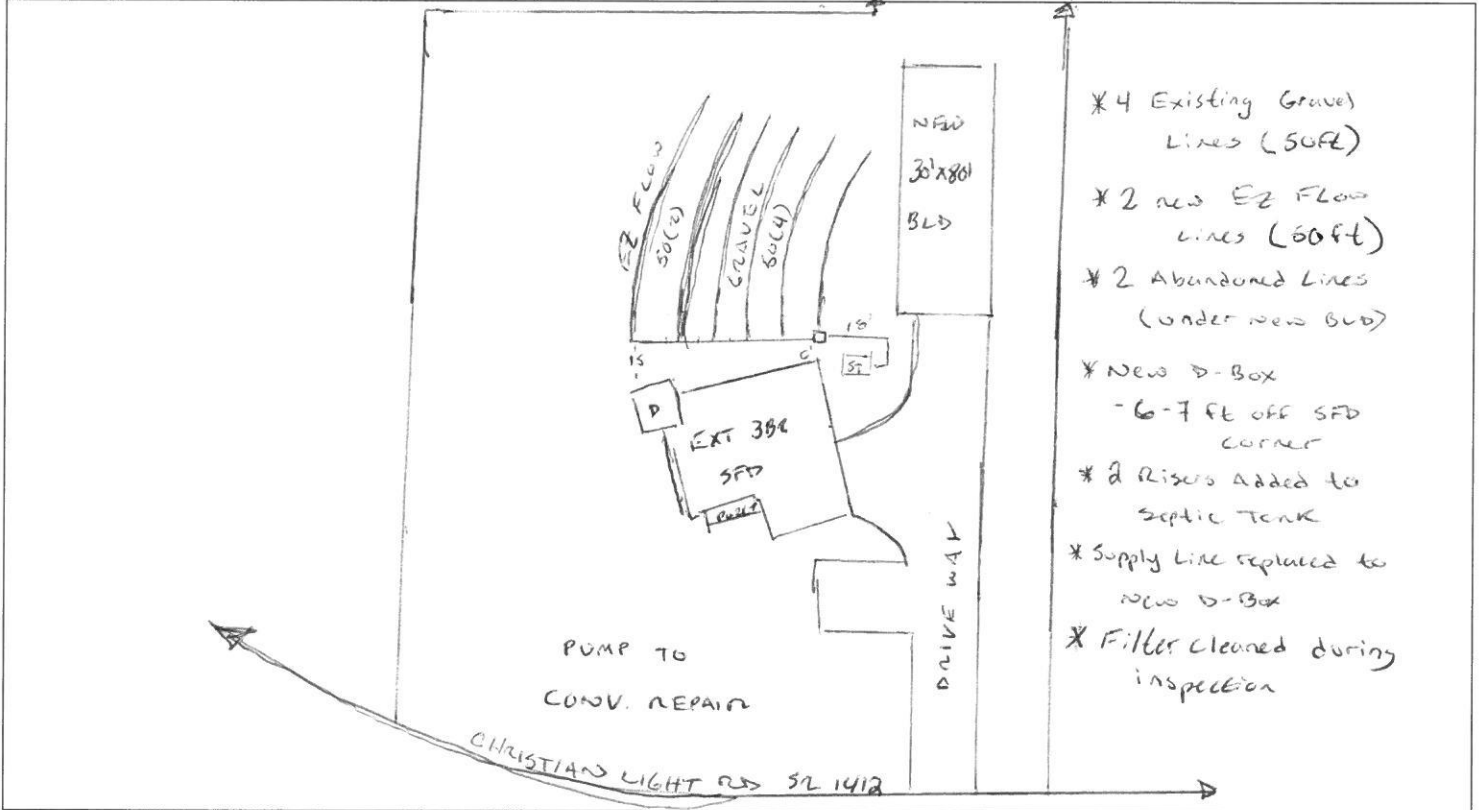 NEW
30'x80'
BLD
EZ FLOW
50(2)
GRAVEL
50(4)
18'
ST
15
D
EXT 3BR
SFD
DRIVE WAY
PUMP TO
CONV. REPAIR
CHRISTIAN LIGHT RD SR 1412
* 4 Existing Gravel
Lines (50ft)
* 2 new EZ Flow
Lines (50ft)
* 2 Abandoned Lines
(under new BLD)
* New D-Box
- 6-7 ft off SFD
corner
* 2 Risers Added to
Septic Tank
* Supply Line replaced to
New D-Box
* Filter cleaned during
inspection